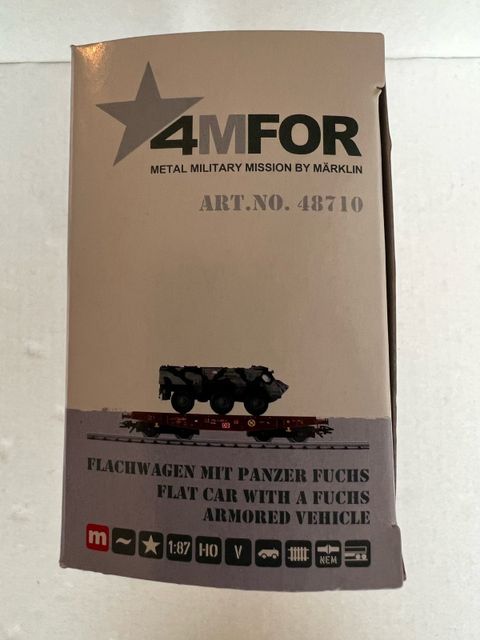 4MFOR
METAL MILITARY MISSION BY MÄRKLIN
ART.NO. 48710
FLACHWAGEN MIT PANZER FUCHS
FLAT CAR WITH A FUCHS
ARMORED VEHICLE
m 1:87 HO V NEM